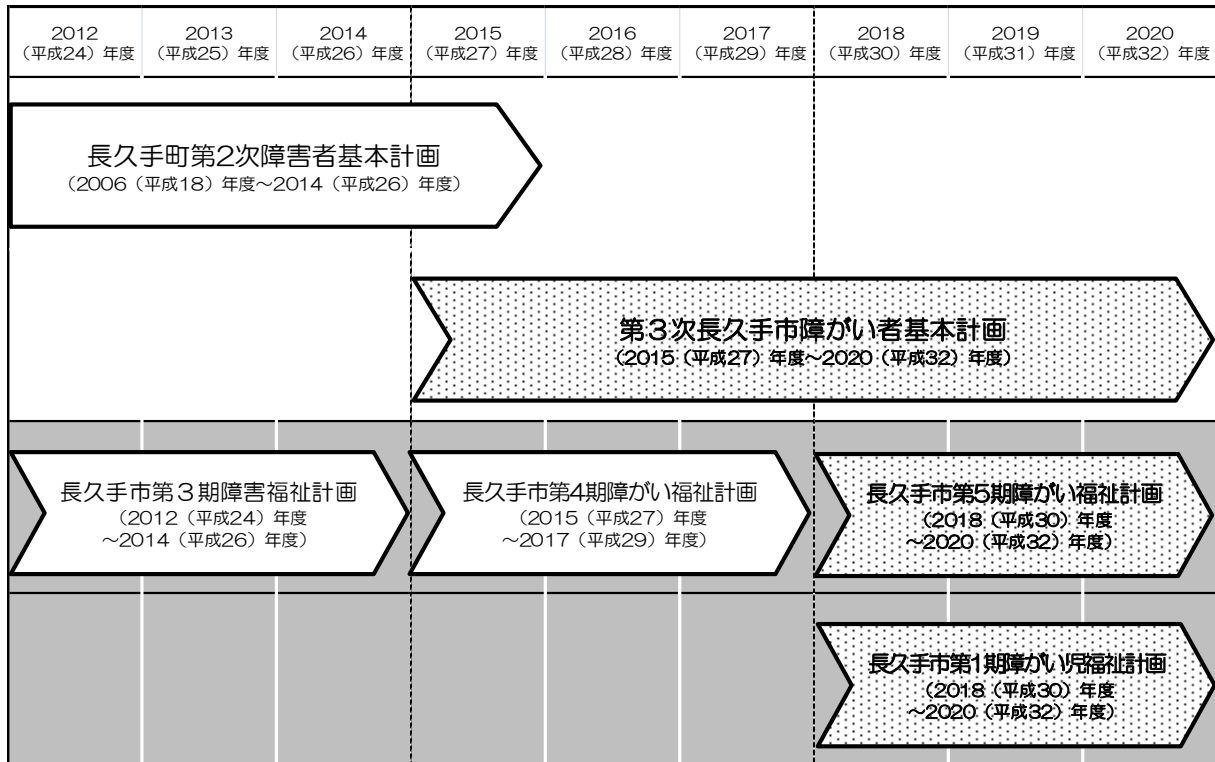 2012
（平成24）年度
2013
（平成25）年度
2014
（平成26）年度
2015
（平成27）年度
2016
（平成28）年度
2017
（平成29）年度
2018
（平成30）年度
2019
（平成31）年度
2020
（平成32）年度
長久手町第2次障害者基本計画
（2006（平成18）年度～2014（平成26）年度）
第３次長久手市障がい者基本計画
（2015（平成27）年度～2020（平成32）年度）
長久手市第３期障害福祉計画
（2012（平成24）年度
～2014（平成26）年度）
長久手市第4期障がい福祉計画
（2015（平成27）年度
～2017（平成29）年度）
長久手市第5期障がい福祉計画
（2018（平成30）年度
～2020（平成32）年度）
長久手市第1期障がい児福祉計画
（2018（平成30）年度
～2020（平成32）年度）